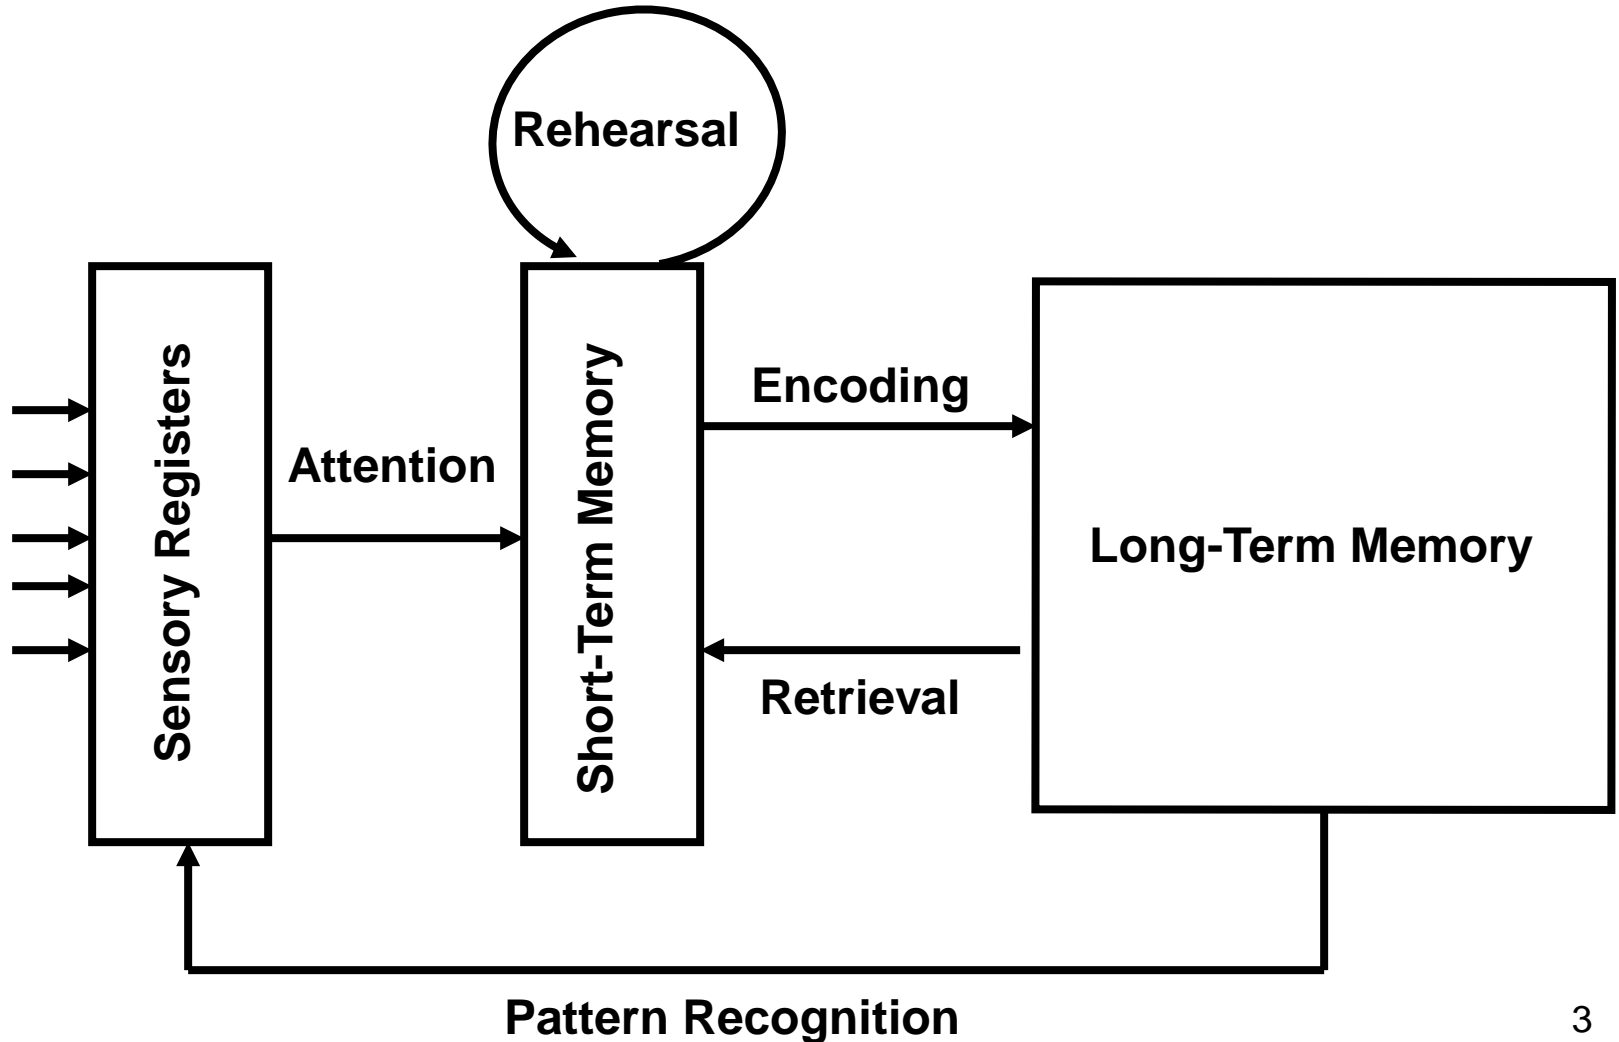 Rehearsal
Sensory Registers
Attention
Short-Term Memory
Encoding
Retrieval
Long-Term Memory
Pattern Recognition
3